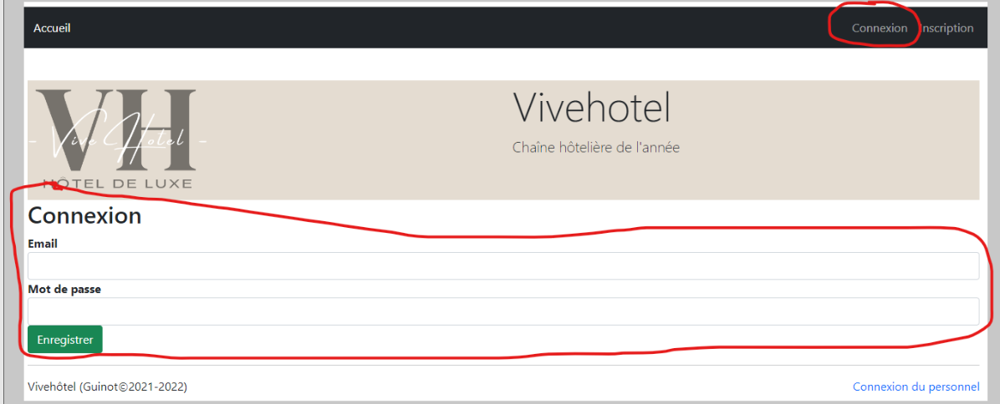 Accueil Connexion Inscription
VH
- Vive Hotel -
HÔTEL DE LUXE
Vivehotel
Chaîne hôtelière de l'année
Connexion
Email
Mot de passe
Enregistrer
Vivehôtel (Guinot©2021-2022) Connexion du personnel